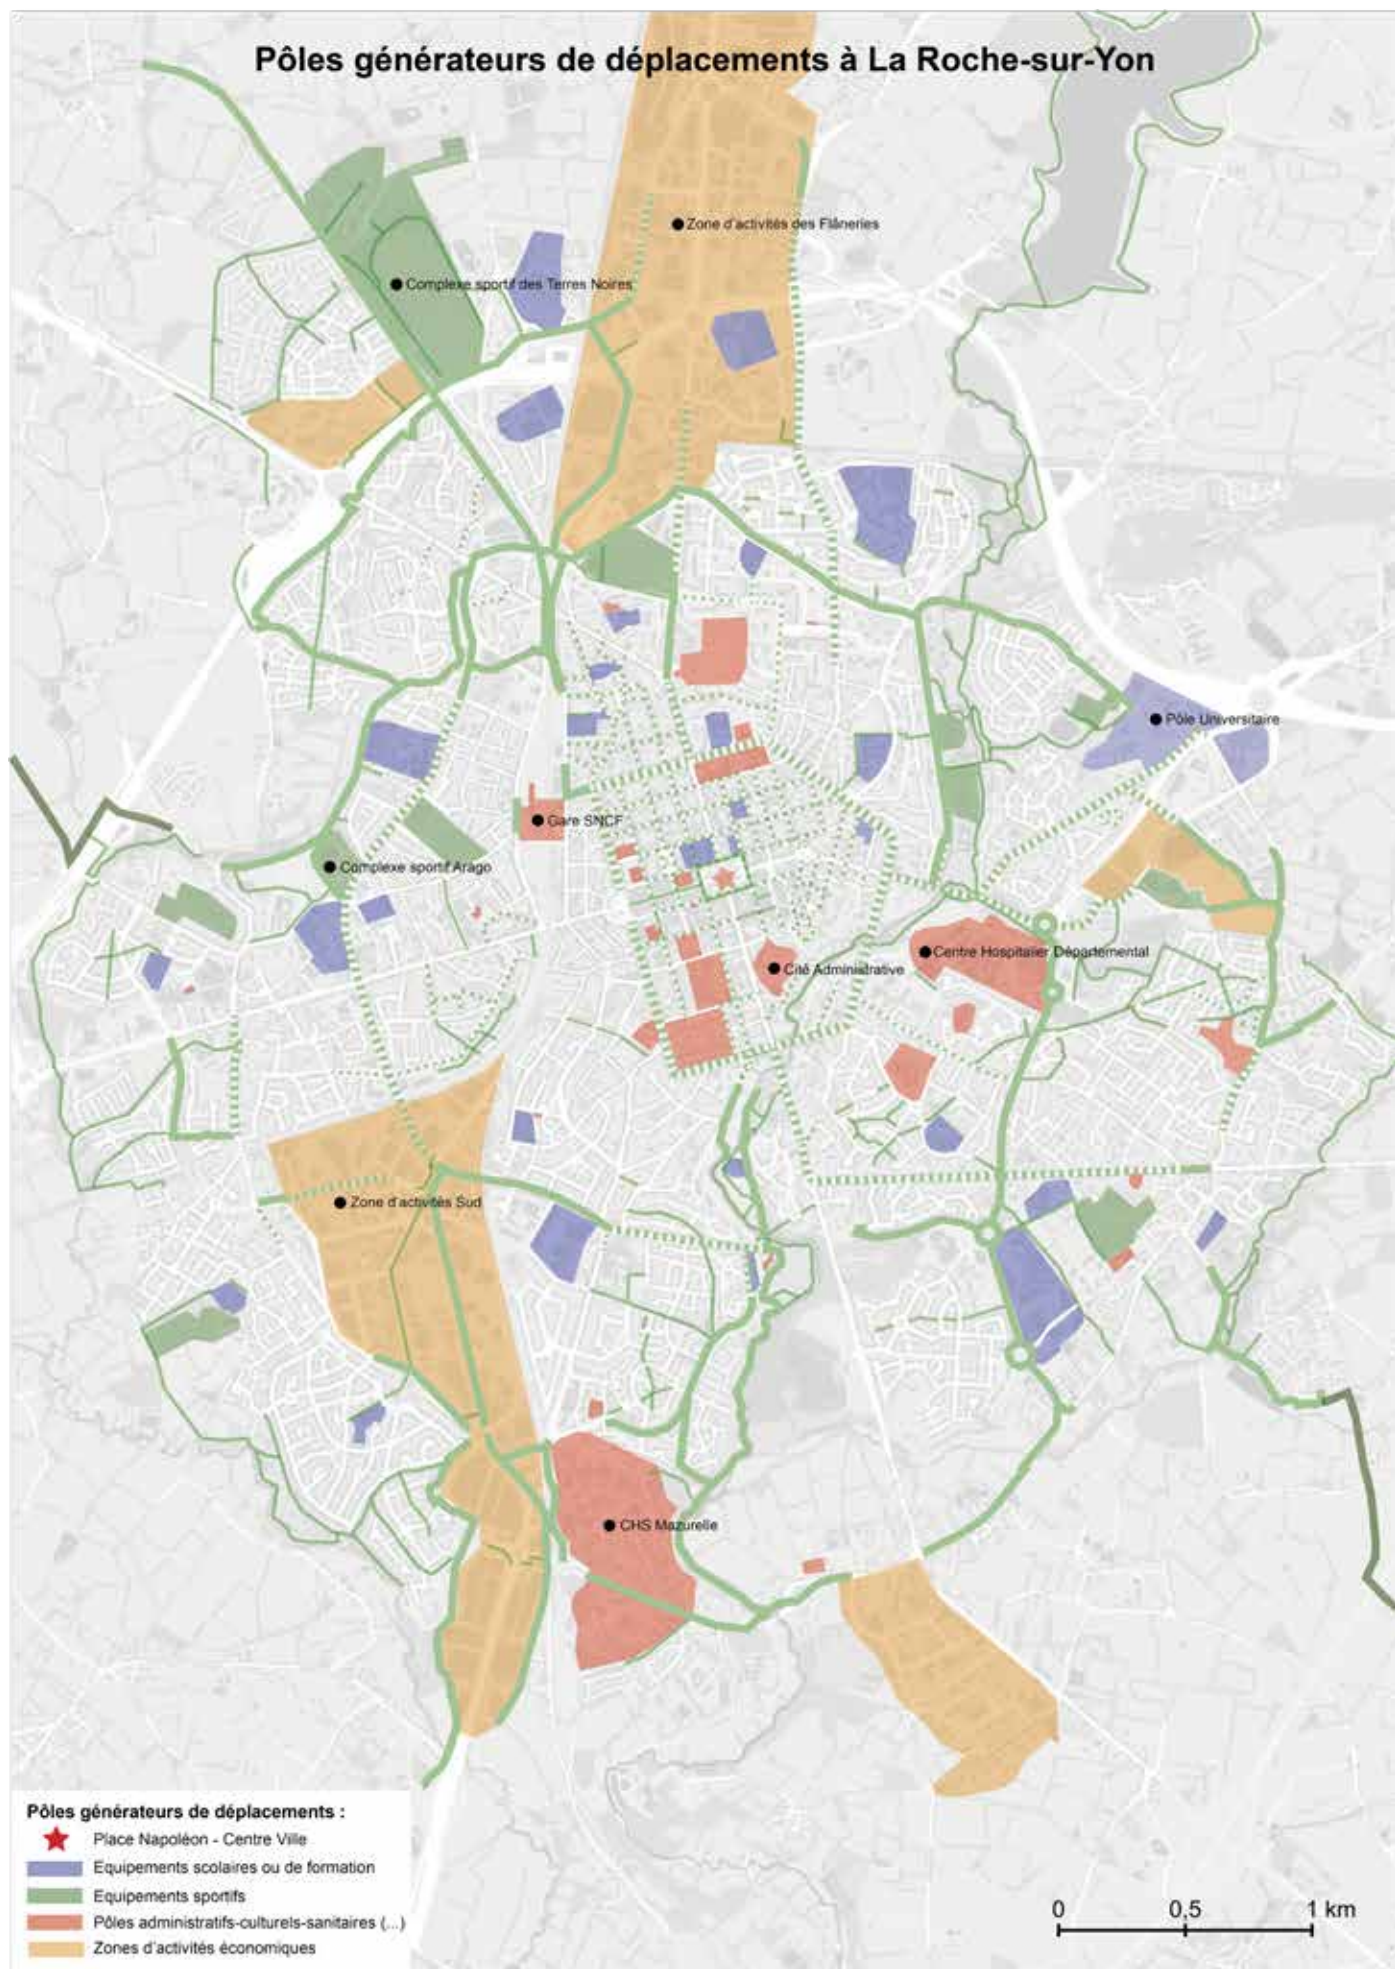 Pôles générateurs de déplacements à La Roche-sur-Yon
Zone d'activités des Flâneries
Complexe sportif des Terres Noires
Pôle Universitaire
Gare SNCF
Complexe sportif Arago
Centre Hospitalier Départemental
Cité Administrative
Zone d'activités Sud
CHS Mazurelle
Pôles générateurs de déplacements :
Place Napoléon - Centre Ville
Equipements scolaires ou de formation
Equipements sportifs
Pôles administratifs-culturels-sanitaires (...)
Zones d'activités économiques
0 0,5 1 km